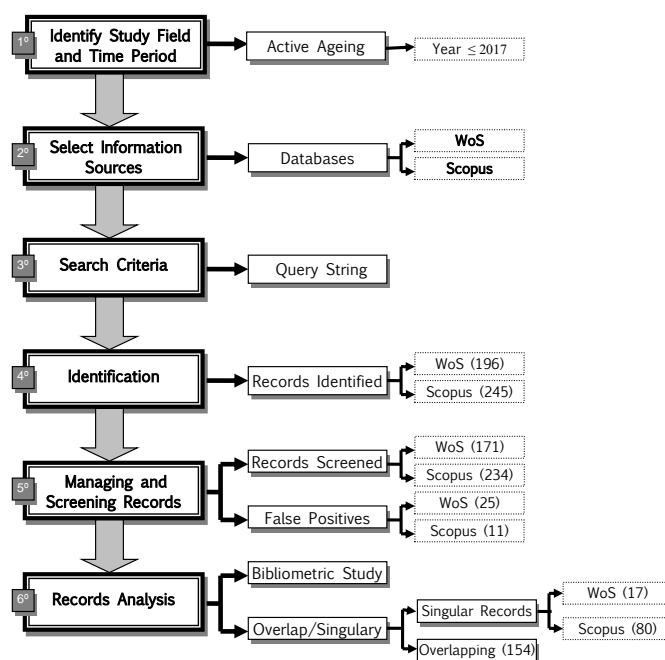 1º
Identify Study Field
and Time Period
Active Ageing
Year ≤ 2017
2º
Select Information
Sources
Databases
WoS
Scopus
3º
Search Criteria
Query String
4º
Identification
Records Identified
WoS (196)
Scopus (245)
5º
Managing and
Screening Records
Records Screened
WoS (171)
Scopus (234)
False Positives
WoS (25)
Scopus (11)
6º
Records Analysis
Bibliometric Study
Overlap/Singulary
Singular Records
WoS (17)
Scopus (80)
Overlapping (154)